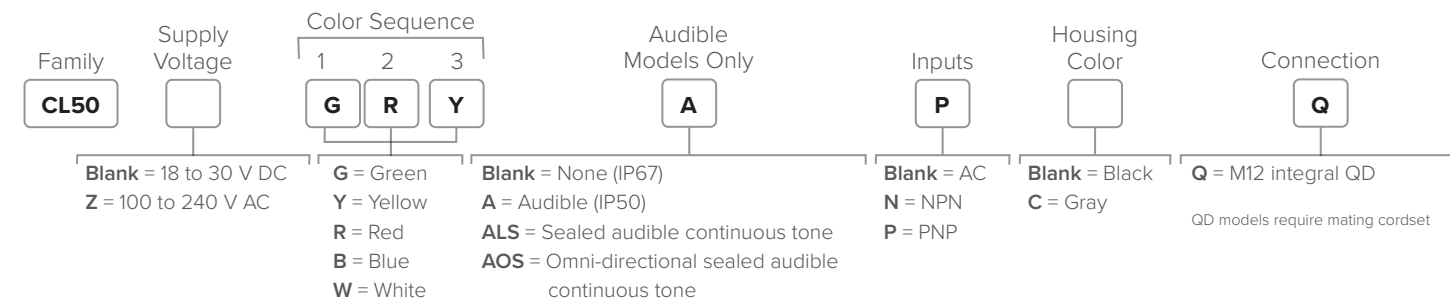 Color Sequence
Family
Supply
Voltage
1 2 3
Audible
Models Only
Inputs
Housing
Color
Connection
CL50 G R Y A P Q
Blank = 18 to 30 V DC
Z = 100 to 240 V AC
G = Green
Y = Yellow
R = Red
B = Blue
W = White
Blank = None (IP67)
A = Audible (IP50)
ALS = Sealed audible continuous tone
AOS = Omni-directional sealed audible
continuous tone
Blank = AC
N = NPN
P = PNP
Blank = Black
C = Gray
Q = M12 integral QD
QD models require mating cordset